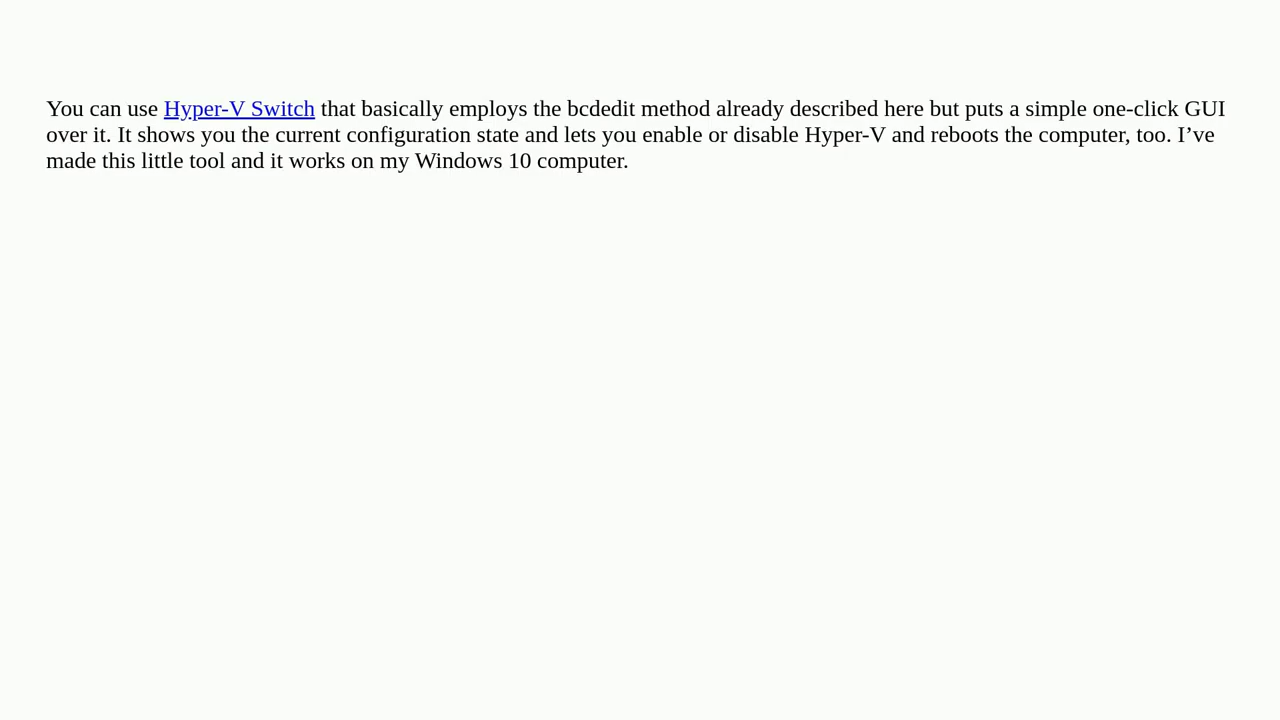 You can use Hyper-V Switch that basically employs the bcdedit method already described here but puts a simple one-click GUI
over it. It shows you the current configuration state and lets you enable or disable Hyper-V and reboots the computer, too. I’ve
made this little tool and it works on my Windows 10 computer.